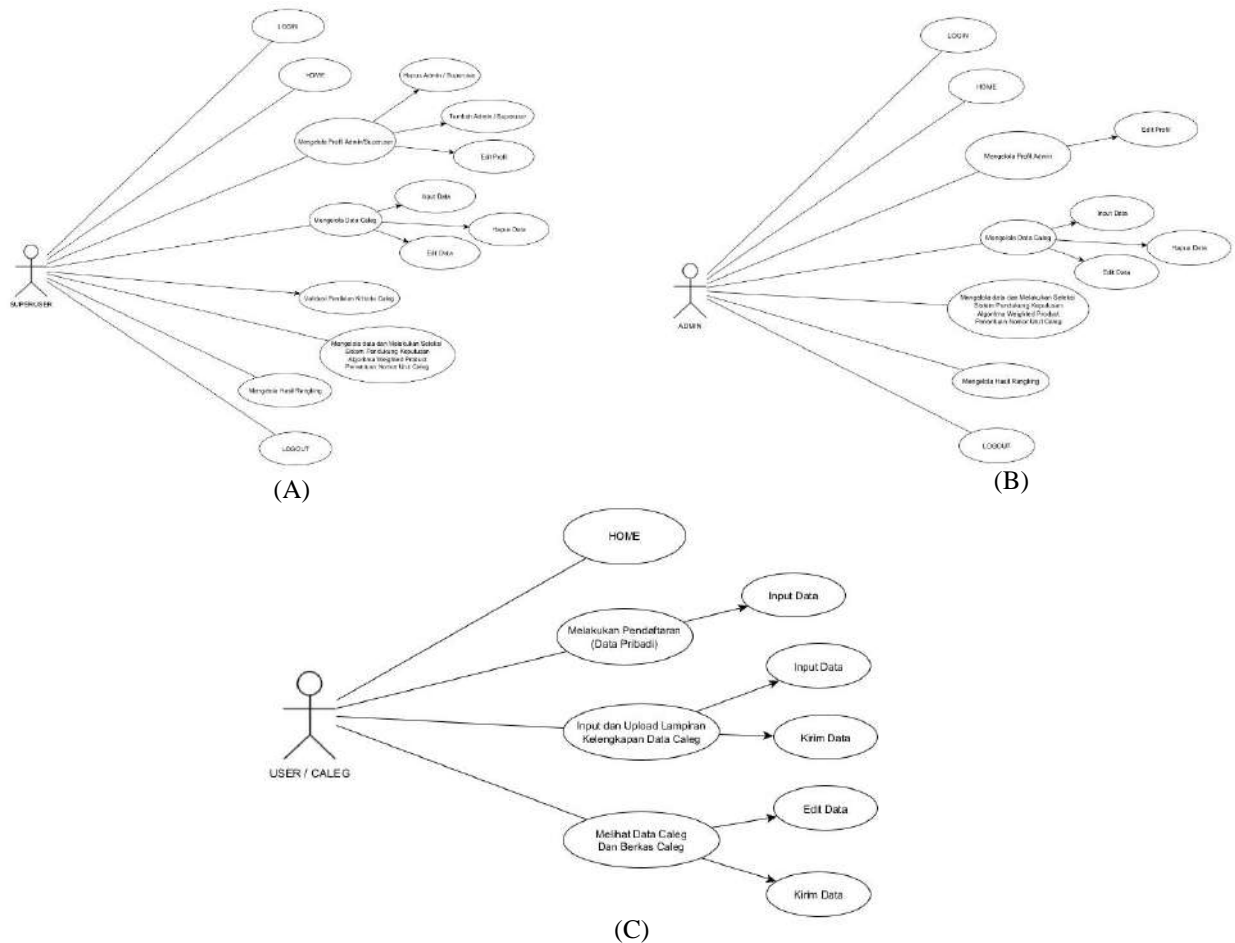 LOGIN
HOME
Hapus Admin / Superuser
Tambah Admin / Superuser
Mengelola Profil Admin/Superuser
Edit Profil
Input Data
Mengelola Data Caleg
Hapus Data
Edit Data
SUPERUSER
Validasi Penilaian Kriteria Caleg
Mengelola data dan Melakukan Seleksi
Sistem Pendukung Keputusan
Algoritma Weighted Product
Penentuan Nomor Urut Caleg
Mengelola Hasil Rangking
LOGOUT
(A)
LOGIN
HOME
Edit Profil
Mengelola Profil Admin
Input Data
Mengelola Data Caleg
Hapus Data
Edit Data
ADMIN
Mengelola data dan Melakukan Seleksi
Sistem Pendukung Keputusan
Algoritma Weighted Product
Penentuan Nomor Urut Caleg
Mengelola Hasil Rangking
LOGOUT
(B)
HOME
Input Data
Melakukan Pendaftaran
(Data Pribadi)
Input Data
Input dan Upload Lampiran
Kelengkapan Data Caleg
Kirim Data
USER / CALEG
Edit Data
Melihat Data Caleg
Dan Berkas Caleg
Kirim Data
(C)